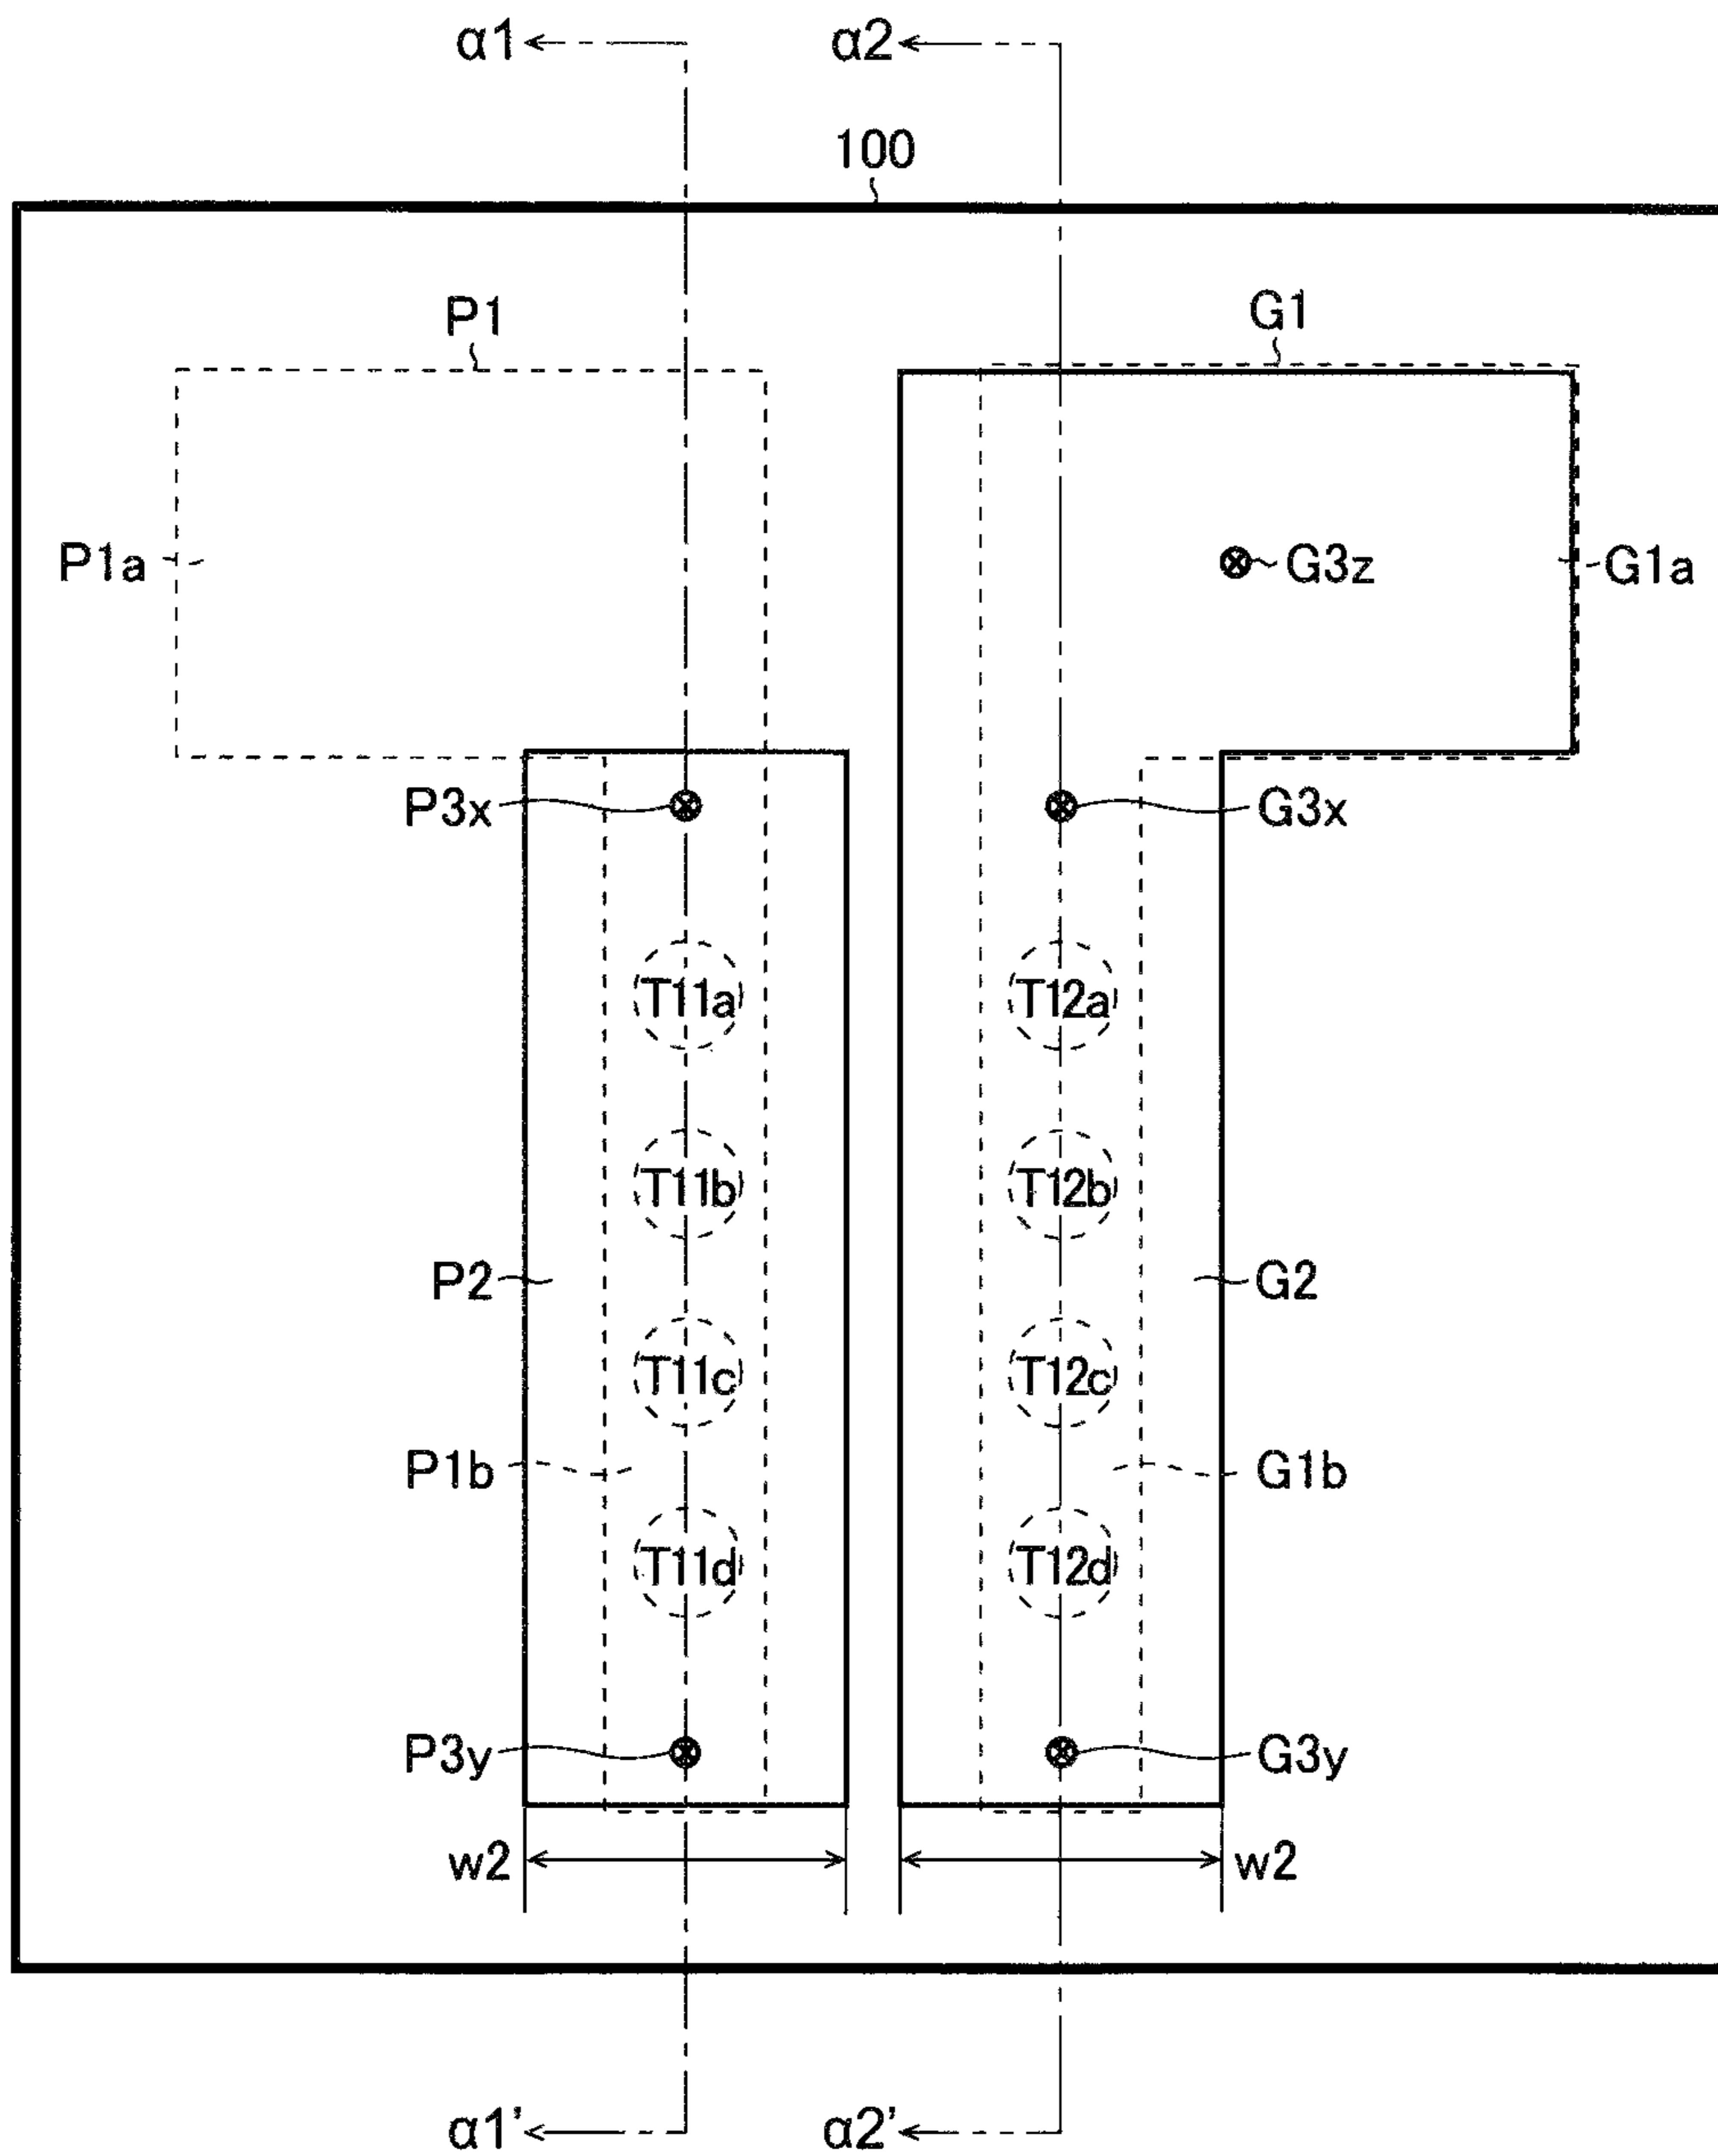 α1 α2
100
P1 G1
P1a G3z G1a
P3x G3x
T11a T12a
T11b T12b
P2 G2
T11c T12c
P1b G1b
T11d T12d
P3y G3y
w2 w2
α1' α2'